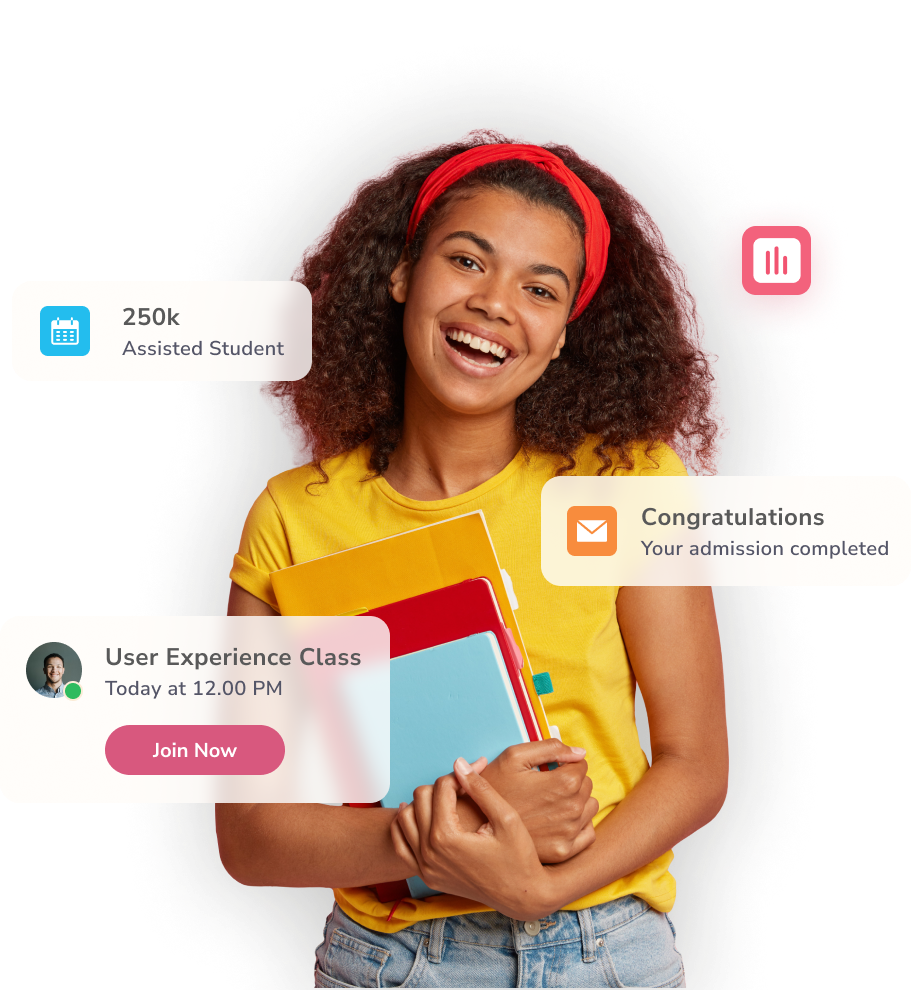 250k
Assisted Student
Congratulations
Your admission completed
User Experience Class
Today at 12.00 PM
Join Now